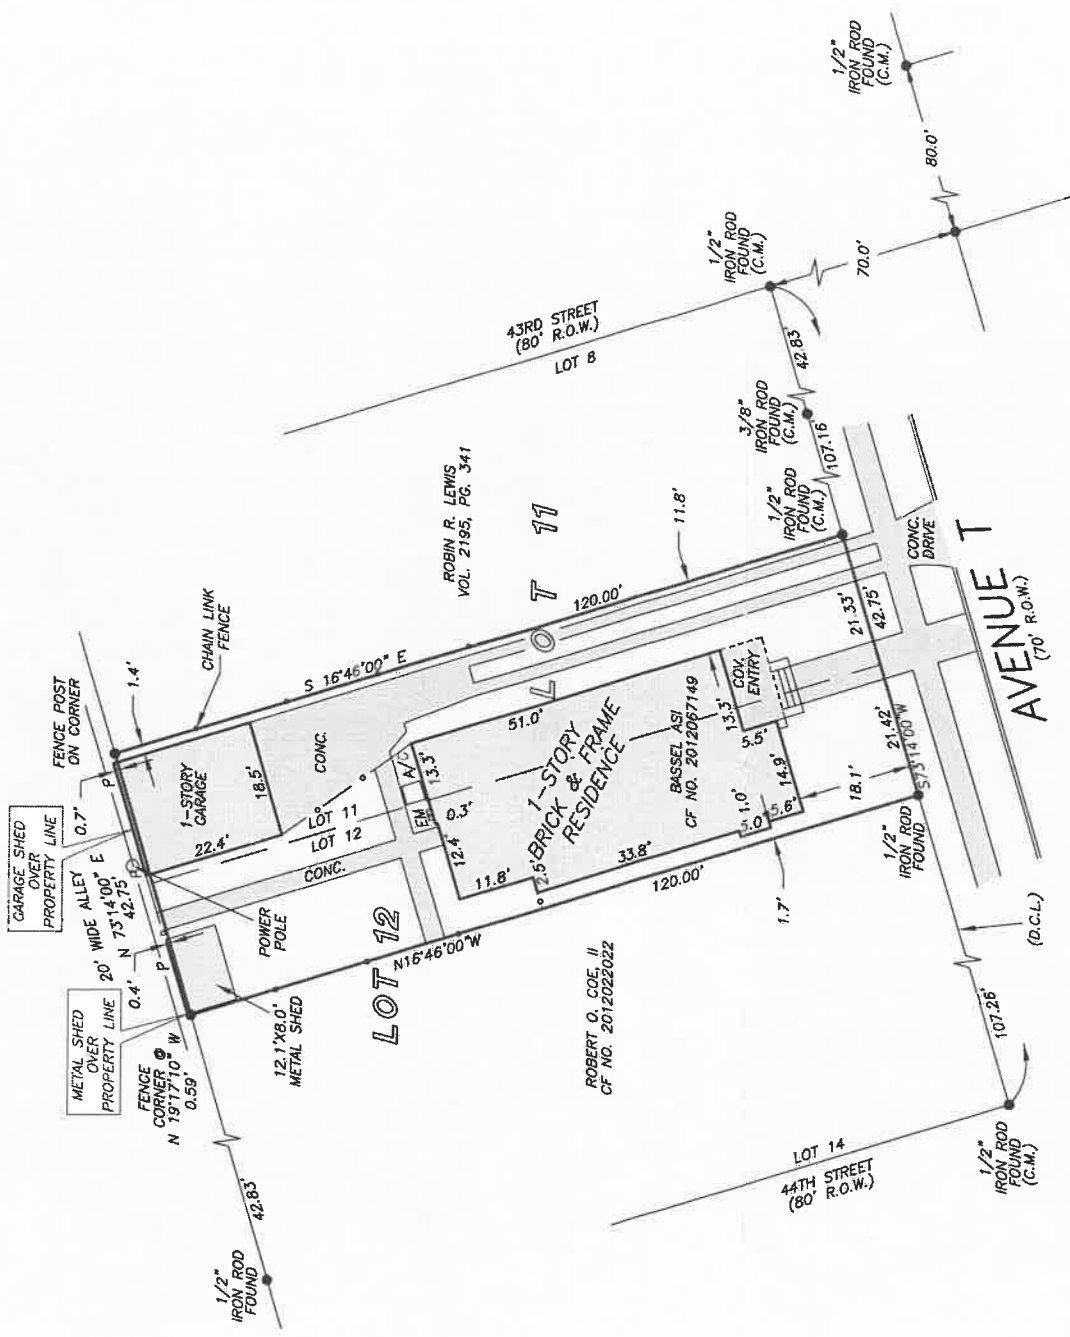 1/2"
IRON ROD
FOUND
(C.M.)
80.0'
1/2"
IRON ROD
FOUND
(C.M.)
70.0'
43RD STREET
(80' R.O.W.)
LOT 8
42.83'
3/8"
IRON ROD
FOUND
(C.M.)
107.16'
1/2"
IRON ROD
FOUND
(C.M.)
ROBIN R. LEWIS
VOL. 2195, PG. 341
11.8'
LOT 11
120.00'
S 16°46'00" E
CHAIN LINK
FENCE
1.4'
FENCE POST
ON CORNER
0.7'
GARAGE SHED
OVER
PROPERTY LINE
20' WIDE ALLEY
N 73°14'00" E
42.75'
P
P
P
0.4'
METAL SHED
OVER
PROPERTY LINE
FENCE
CORNER @
N 19°17'10" W
0.59'
12.1'X8.0'
METAL SHED
POWER
POLE
1-STORY
GARAGE
18.5'
22.4'
CONC.
LOT 11
LOT 12
CONC.
A/C
EM
13.3'
0.3'
12.4'
11.8'
2.5'
51.0'
1-STORY
BRICK & FRAME
RESIDENCE
BASSEL ASI
CF NO. 2012067149
33.8'
5.0'
1.0'
5.6'
14.9'
5.5'
13.3'
COV.
ENTRY
18.1'
1.7'
120.00'
N16°46'00"W
LOT 12
ROBERT O. COE, II
CF NO. 2012022022
21.33'
42.75'
21.42'
S73°14'00"W
CONC.
DRIVE
AVENUE T
(70' R.O.W.)
1/2"
IRON ROD
FOUND
(D.C.L.)
107.26'
1/2"
IRON ROD
FOUND
(C.M.)
LOT 14
44TH STREET
(80' R.O.W.)
42.83'
1/2"
IRON ROD
FOUND